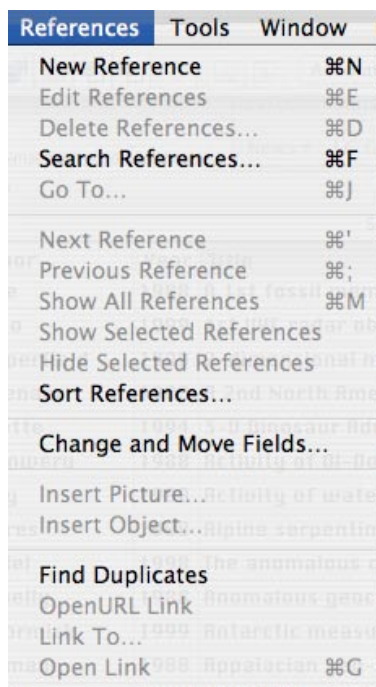 References Tools Window
New Reference ⌘N
Edit References ⌘E
Delete References... ⌘D
Search References... ⌘F
Go To... ⌘J
Next Reference ⌘'
Previous Reference ⌘;
Show All References ⌘M
Show Selected References
Hide Selected References
Sort References...
Change and Move Fields...
Insert Picture...
Insert Object...
Find Duplicates
OpenURL Link
Link To...
Open Link ⌘G